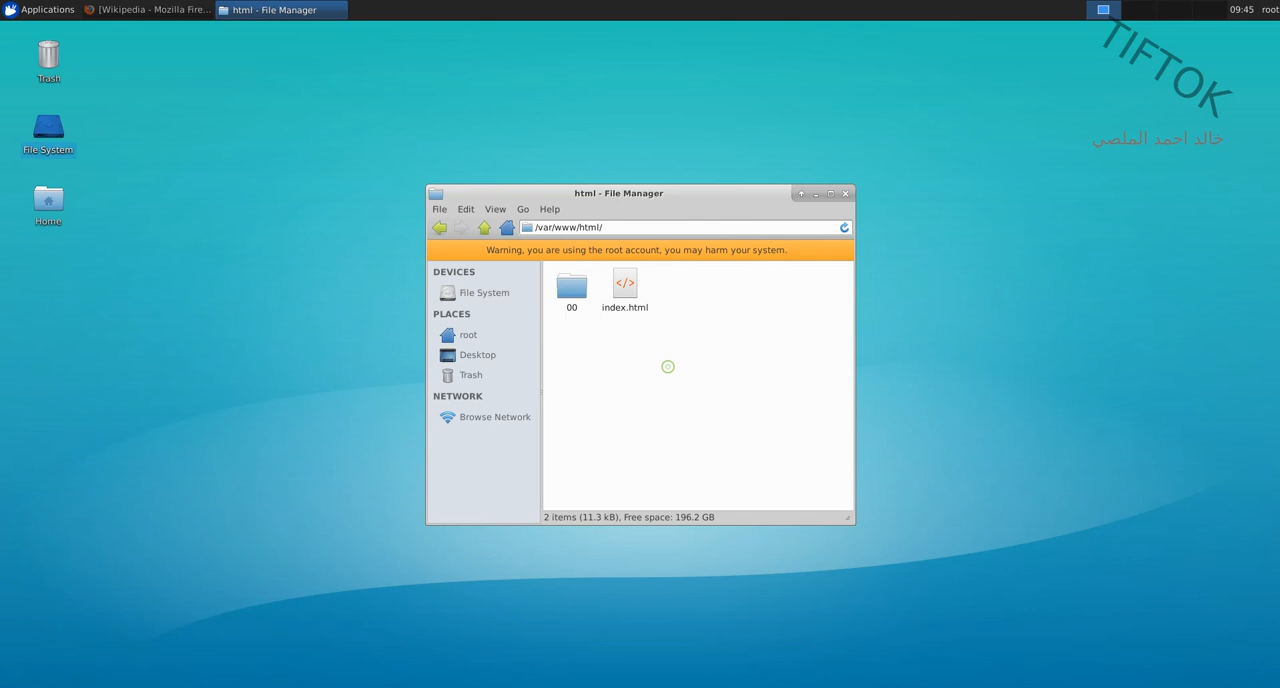 Applications
[Wikipedia - Mozilla Fire...
html - File Manager
09:45
root
Trash
File System
Home
TIFTOK
خالد احمد الملصي
html - File Manager
File Edit View Go Help
/var/www/html/
Warning, you are using the root account, you may harm your system.
DEVICES
File System
PLACES
root
Desktop
Trash
NETWORK
Browse Network
</>
00
index.html
2 items (11.3 kB), Free space: 196.2 GB